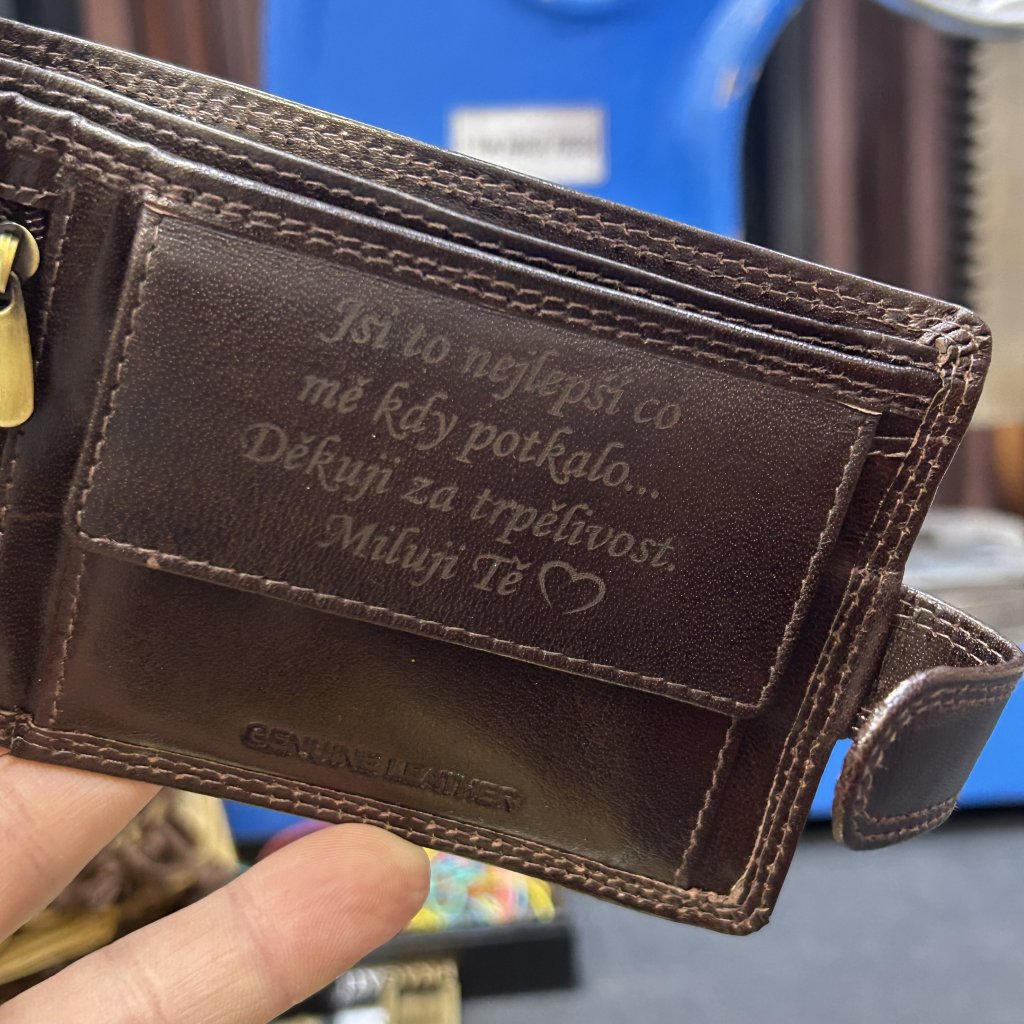 Jsi to nejlepší co
mě kdy potkalo...
Děkuji za trpělivost.
Miluji Tě ♡
GENUINE LEATHER